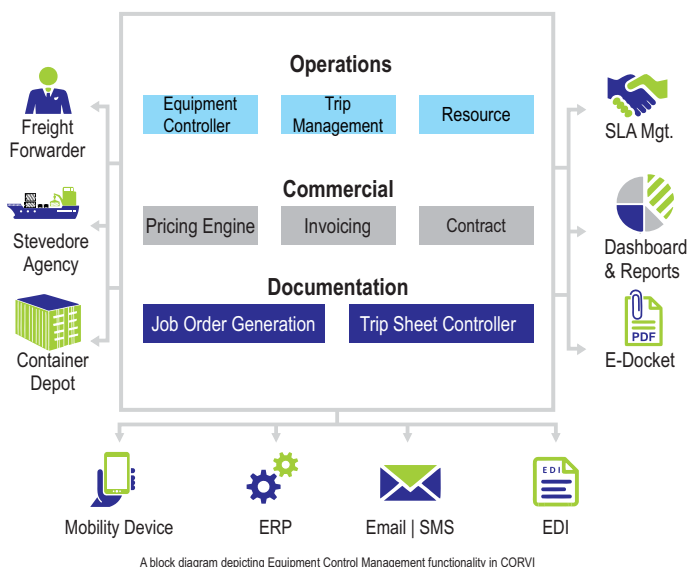 Operations
Equipment
Controller
Trip
Management
Resource
Commercial
Pricing Engine
Invoicing
Contract
Documentation
Job Order Generation
Trip Sheet Controller
Freight
Forwarder
Stevedore
Agency
Container
Depot
SLA Mgt.
Dashboard
& Reports
PDF
E-Docket
Mobility Device
ERP
Email | SMS
EDI
EDI
A block diagram depicting Equipment Control Management functionality in CORVI